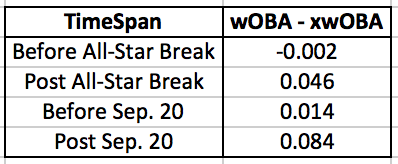 TimeSpan wOBA - xwOBA
Before All-Star Break -0.002
Post All-Star Break 0.046
Before Sep. 20 0.014
Post Sep. 20 0.084